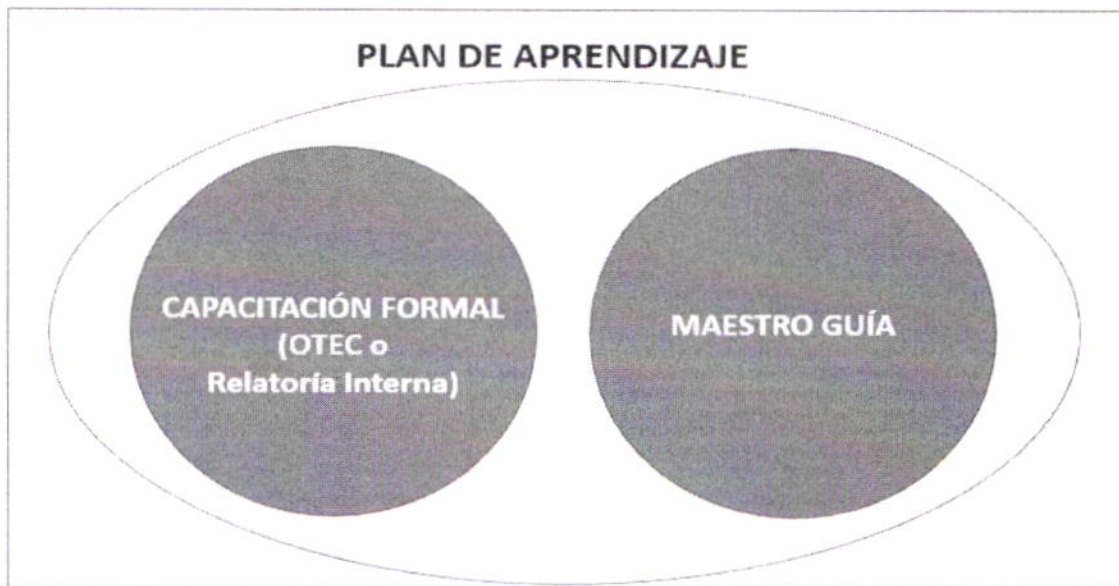 PLAN DE APRENDIZAJE
CAPACITACIÓN FORMAL
(OTEC o
Relatoría Interna)
MAESTRO GUÍA